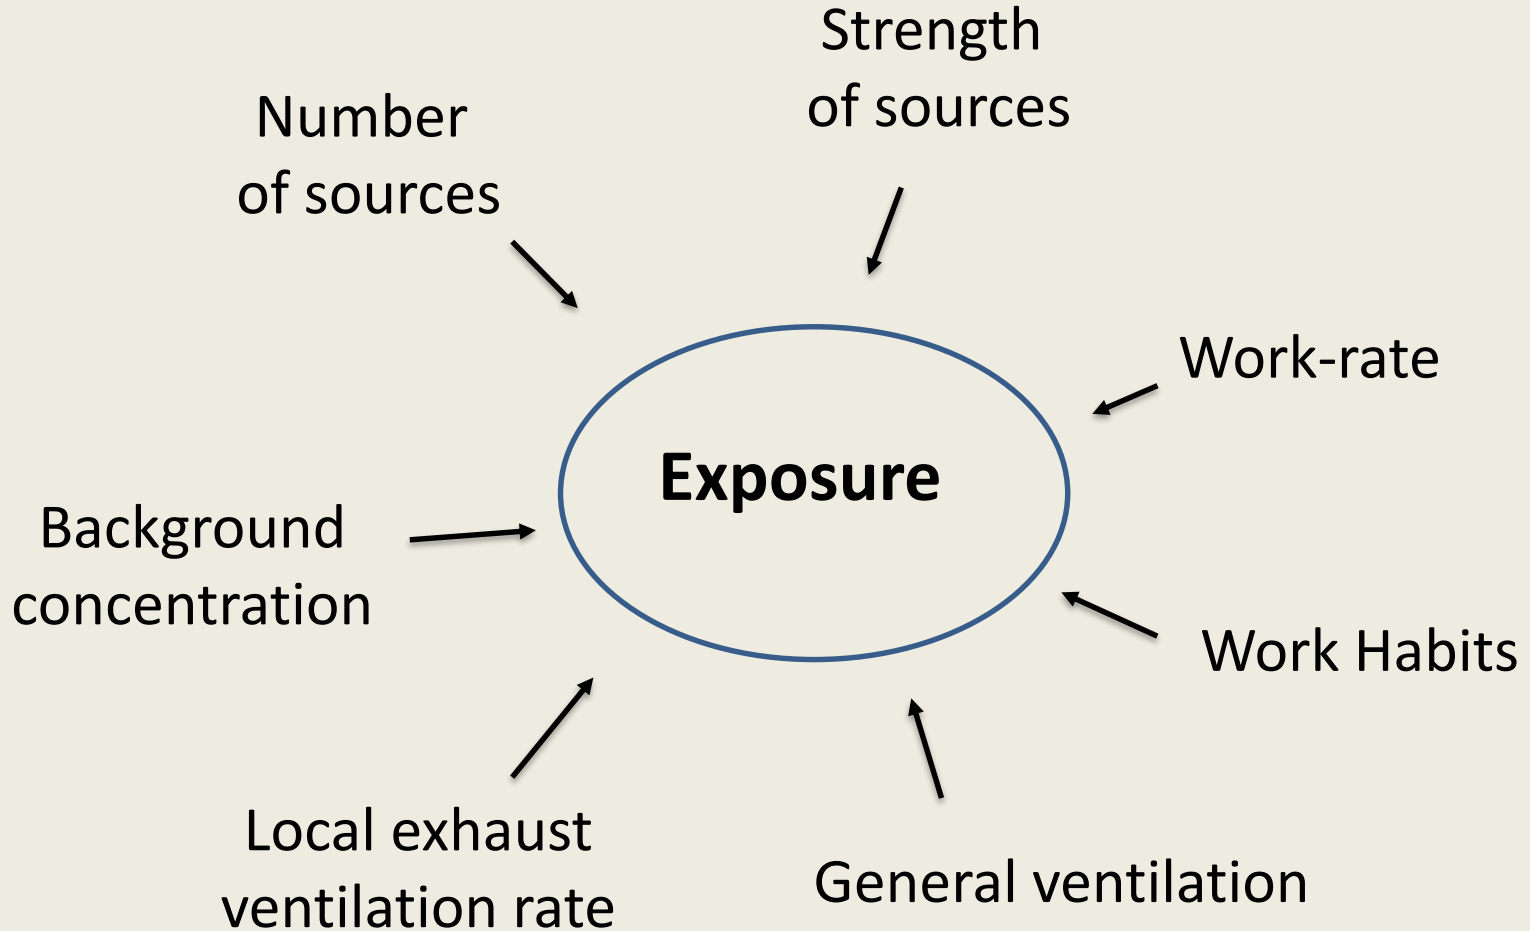 Strength
of sources
Number
of sources
Work-rate
Exposure
Background
concentration
Work Habits
Local exhaust
ventilation rate
General ventilation